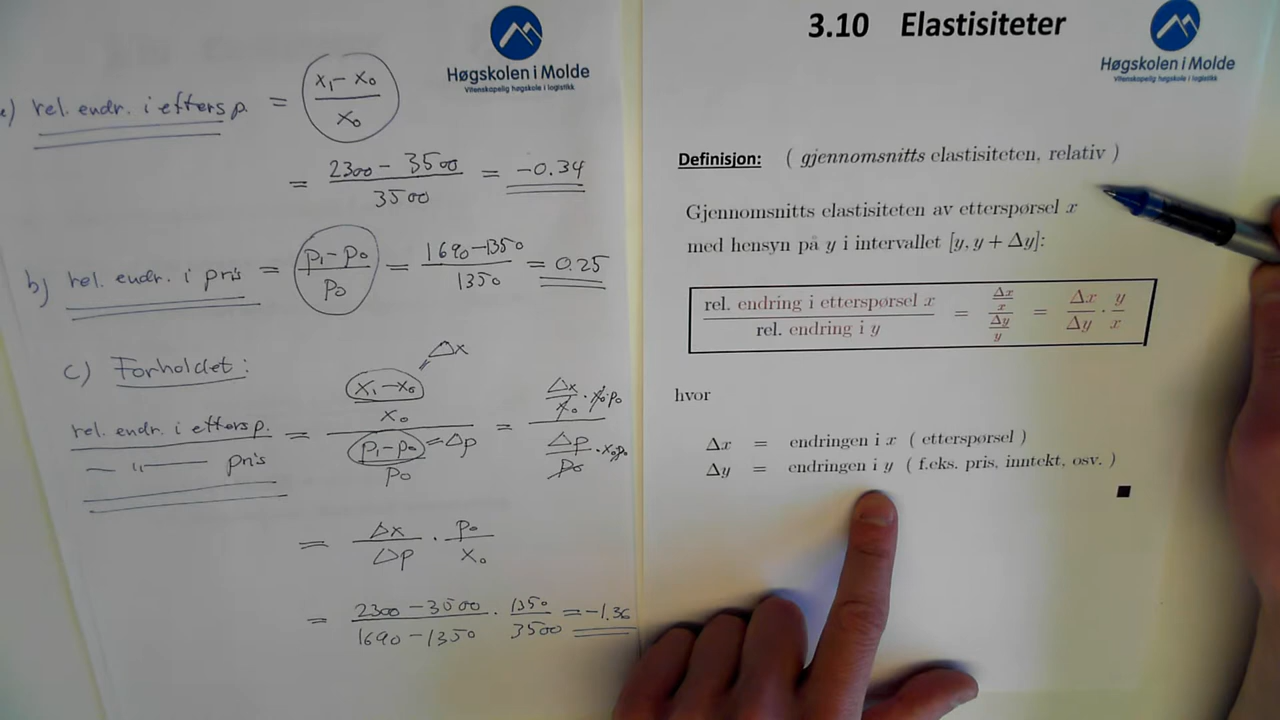 Høgskolen i Molde
Vitenskapelig høgskole i logistikk
) rel. endr. i eftersp. = x₁ - x₀ / x₀
= 2300 - 3500 / 3500 = -0.34
b) rel. endr. i pris = p₁ - p₀ / p₀ = 1690 - 1350 / 1350 = 0.25
c) Forholdet:
Δx
rel. endr. i eftersp. / — " — pris = (x₁ - x₀ / x₀) / (p₁ - p₀ / p₀) = Δp = (Δx / x₀ · x₀ · p₀) / (Δp / p₀ · x₀p₀)
= Δx / Δp · p₀ / x₀
= 2300 - 3500 / 1690 - 1350 · 1350 / 3500 = -1.36
3.10 Elastisiteter
Høgskolen i Molde
Vitenskapelig høgskole i logistikk
Definisjon: ( gjennomsnitts elastisiteten, relativ )
Gjennomsnitts elastisiteten av etterspørsel x
med hensyn på y i intervallet [y, y + Δy]:
rel. endring i etterspørsel x / rel. endring i y = (Δx / x) / (Δy / y) = Δx / Δy · y / x
hvor
Δx = endringen i x ( etterspørsel )
Δy = endringen i y ( f.eks. pris, inntekt, osv. )